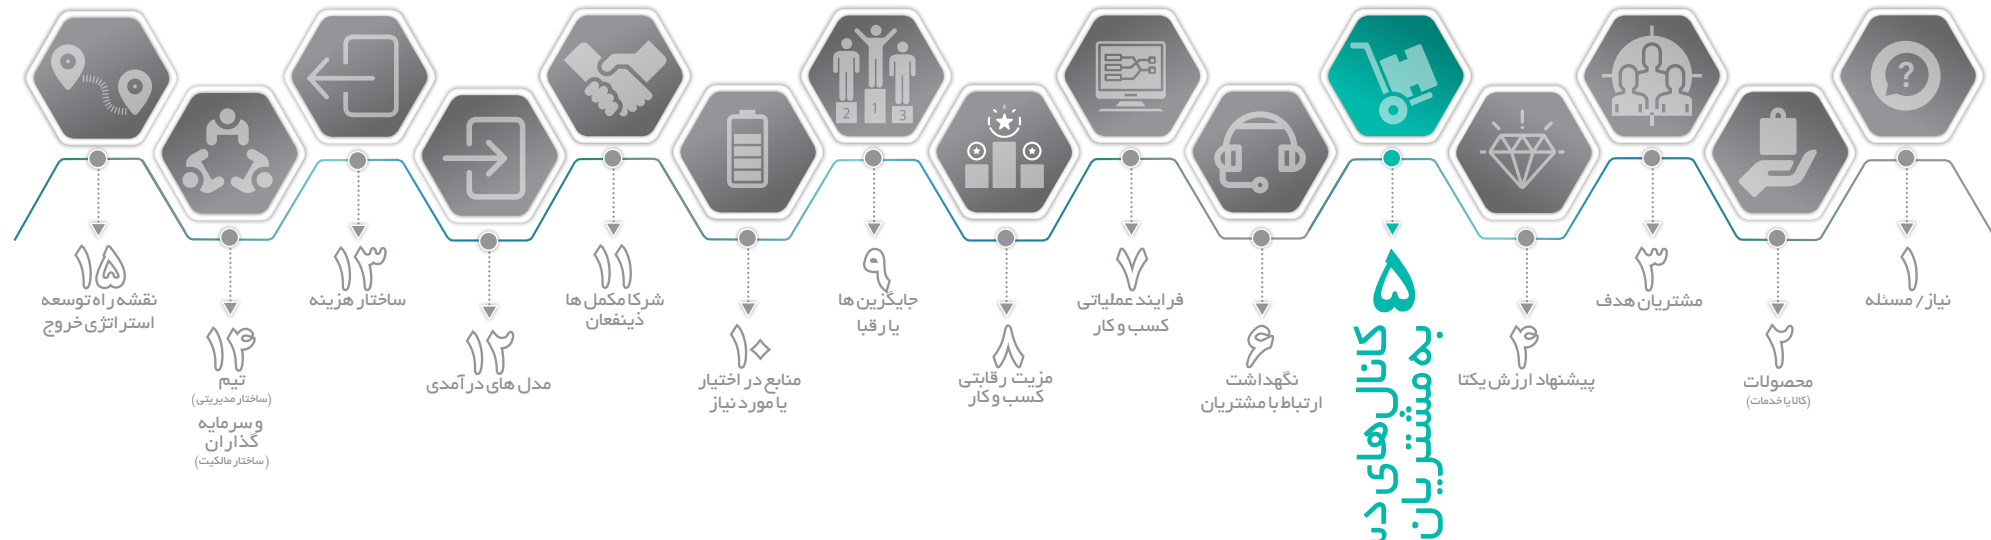 ۱
نیاز/ مسئله
۲
محصولات
(کالا یا خدمات)
۳
مشتریان هدف
۴
پیشنهاد ارزش یکتا
۵
کانال های
به مشتریان
۶
نگهداشت
ارتباط با مشتریان
۷
فرایند عملیاتی
کسب و کار
۸
مزیت رقابتی
کسب و کار
۹
جایگزین ها
یا رقبا
2 1 3
۱۰
منابع در اختیار
یا مورد نیاز
۱۱
شرکا مکمل ها
ذینفعان
۱۲
مدل های درآمدی
۱۳
ساختار هزینه
۱۴
تیم
(ساختار مدیریتی)
و سرمایه
گذاران
(ساختار مالکیت)
۱۵
نقشه راه توسعه
استراتژی خروج
?